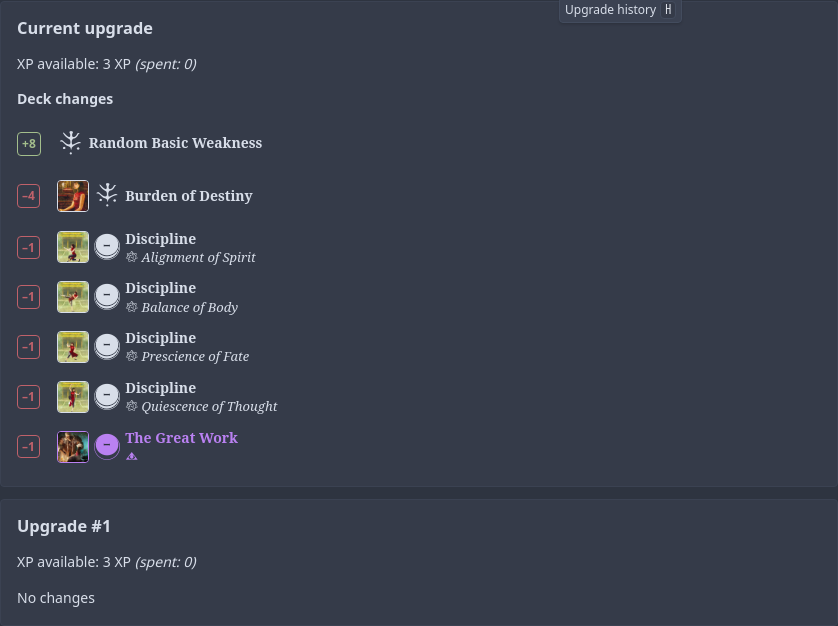 Upgrade history H
Current upgrade
XP available: 3 XP (spent: 0)
Deck changes
+8 Random Basic Weakness
–4 Burden of Destiny
–1 Discipline
Alignment of Spirit
–1 Discipline
Balance of Body
–1 Discipline
Prescience of Fate
–1 Discipline
Quiescence of Thought
–1 The Great Work
Upgrade #1
XP available: 3 XP (spent: 0)
No changes